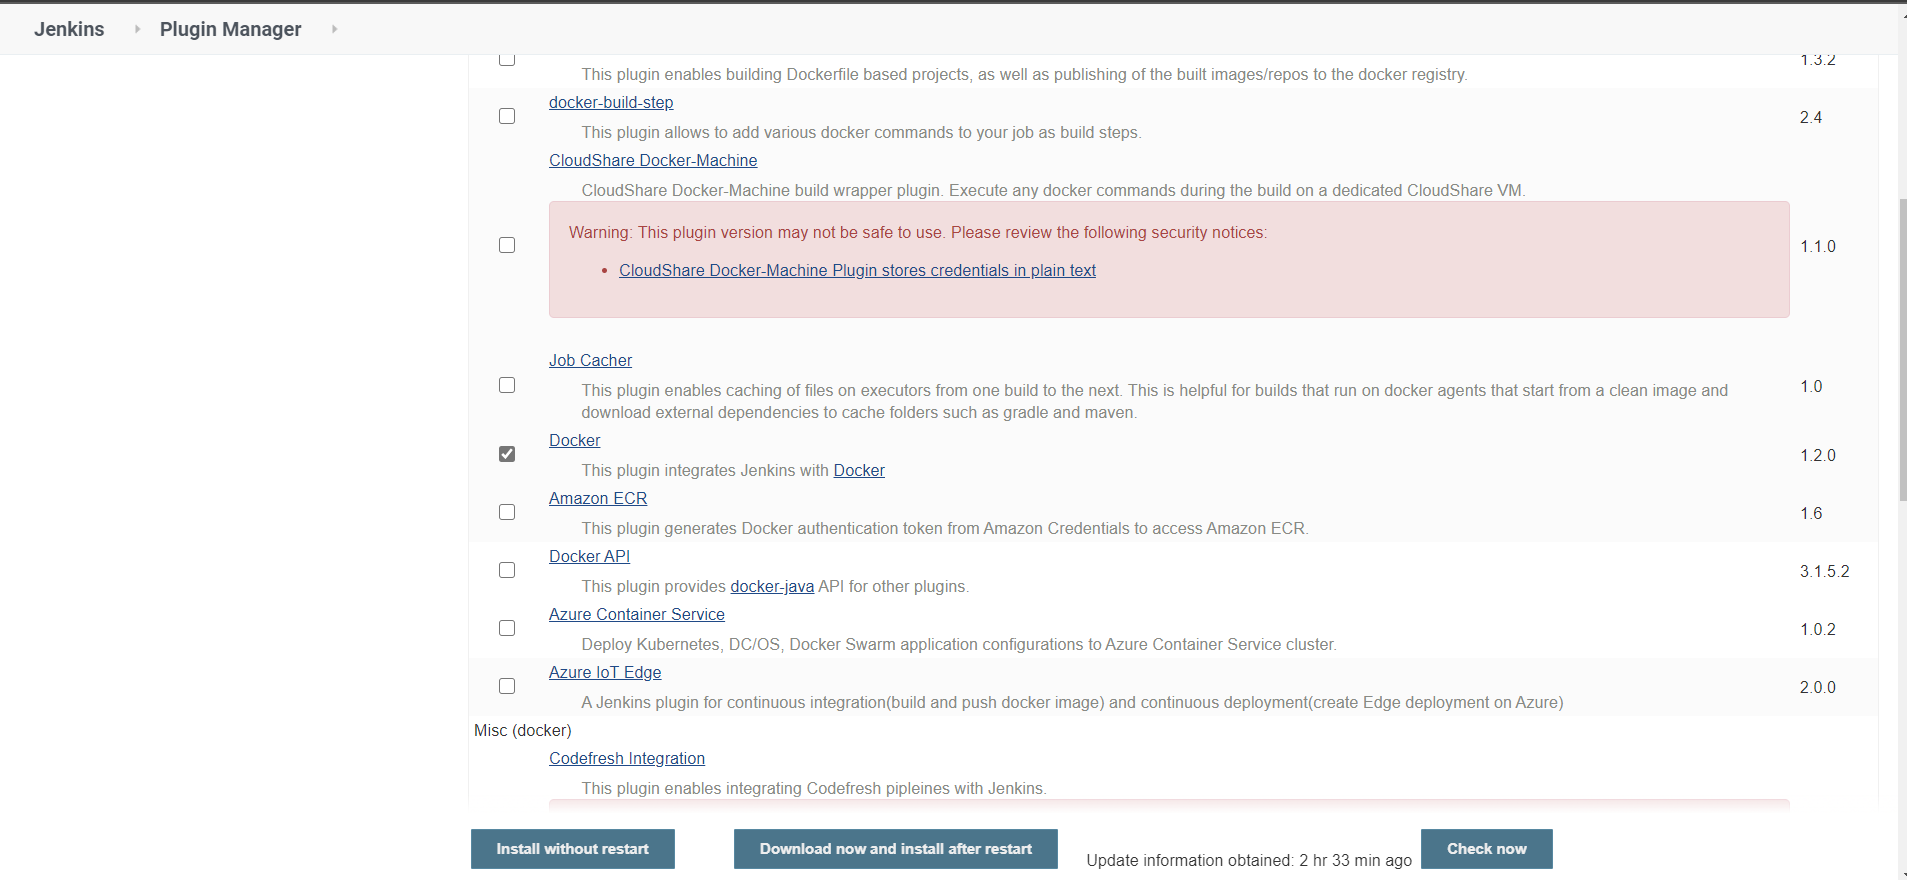 Jenkins
Plugin Manager
1.3.2
This plugin enables building Dockerfile based projects, as well as publishing of the built images/repos to the docker registry.
docker-build-step
2.4
This plugin allows to add various docker commands to your job as build steps.
CloudShare Docker-Machine
CloudShare Docker-Machine build wrapper plugin. Execute any docker commands during the build on a dedicated CloudShare VM.
Warning: This plugin version may not be safe to use. Please review the following security notices:
1.1.0
• CloudShare Docker-Machine Plugin stores credentials in plain text
Job Cacher
1.0
This plugin enables caching of files on executors from one build to the next. This is helpful for builds that run on docker agents that start from a clean image and
download external dependencies to cache folders such as gradle and maven.
Docker
1.2.0
This plugin integrates Jenkins with Docker
Amazon ECR
1.6
This plugin generates Docker authentication token from Amazon Credentials to access Amazon ECR.
Docker API
3.1.5.2
This plugin provides docker-java API for other plugins.
Azure Container Service
1.0.2
Deploy Kubernetes, DC/OS, Docker Swarm application configurations to Azure Container Service cluster.
Azure IoT Edge
2.0.0
A Jenkins plugin for continuous integration(build and push docker image) and continuous deployment(create Edge deployment on Azure)
Misc (docker)
Codefresh Integration
This plugin enables integrating Codefresh pipleines with Jenkins.
Install without restart
Download now and install after restart
Update information obtained: 2 hr 33 min ago
Check now